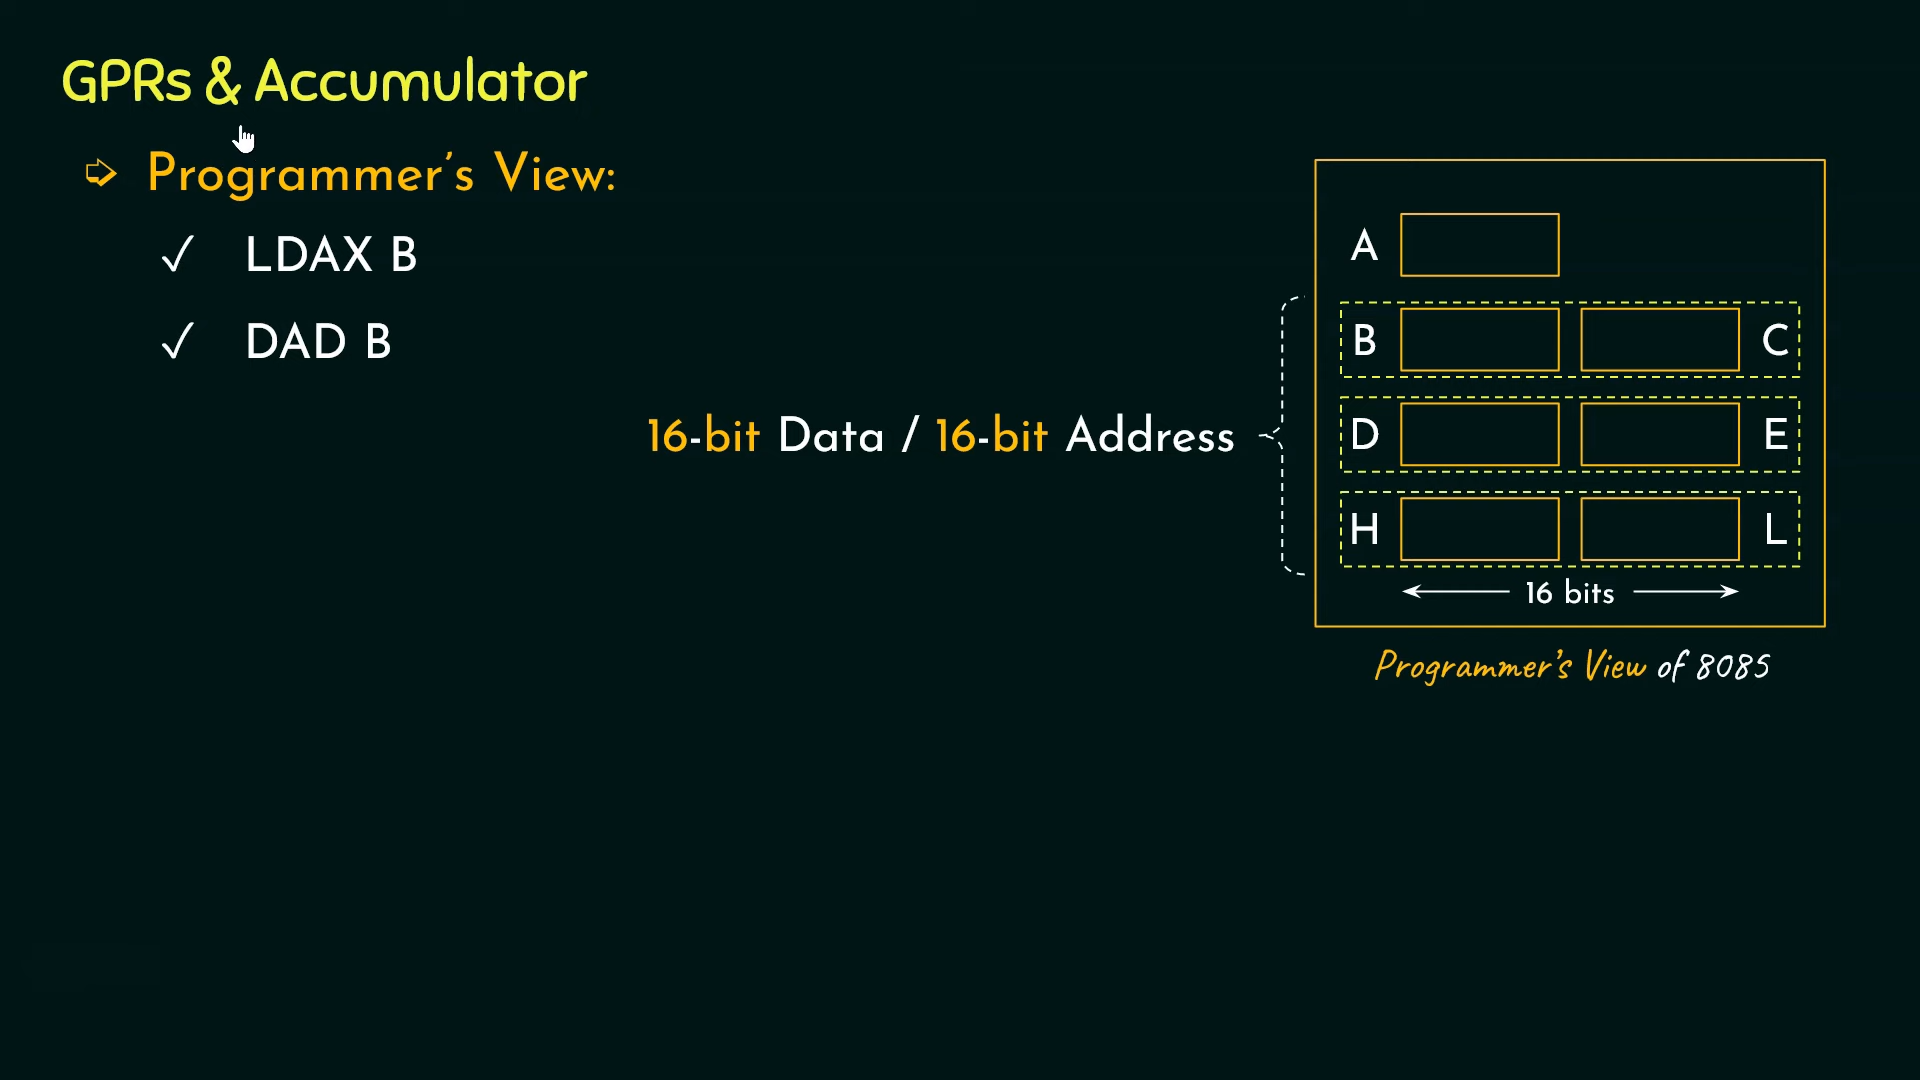 GPRs & Accumulator
➩ Programmer's View:
✓ LDAX B
✓ DAD B
16-bit Data / 16-bit Address
A
B C
D E
H L
16 bits
Programmer's View of 8085